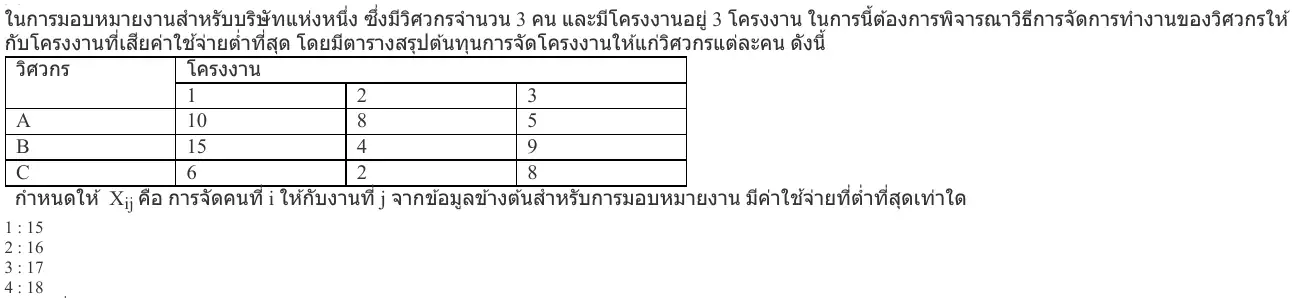 ในการมอบหมายงานสำหรับบริษัทแห่งหนึ่ง ซึ่งมีวิศวกรจำนวน 3 คน และมีโครงงานอยู่ 3 โครงงาน ในการนี้ต้องการพิจารณาวิธีการจัดการทำงานของวิศวกรให้
กับโครงงานที่เสียค่าใช้จ่ายต่ำที่สุด โดยมีตารางสรุปต้นทุนการจัดโครงงานให้แก่วิศวกรแต่ละคน ดังนี้
วิศวกร โครงงาน
1 2 3
A 10 8 5
B 15 4 9
C 6 2 8
กำหนดให้ Xij คือ การจัดคนที่ i ให้กับงานที่ j จากข้อมูลข้างต้นสำหรับการมอบหมายงาน มีค่าใช้จ่ายที่ต่ำที่สุดเท่าใด
1 : 15
2 : 16
3 : 17
4 : 18